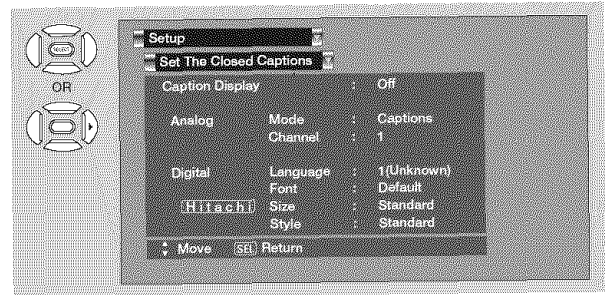 SELECT
OR
Setup
Set The Closed Captions
Caption Display : Off
Analog Mode : Captions
Channel : 1
Digital Language : 1(Unknown)
Font : Default
Hitachi Size : Standard
Style : Standard
Move SEL Return